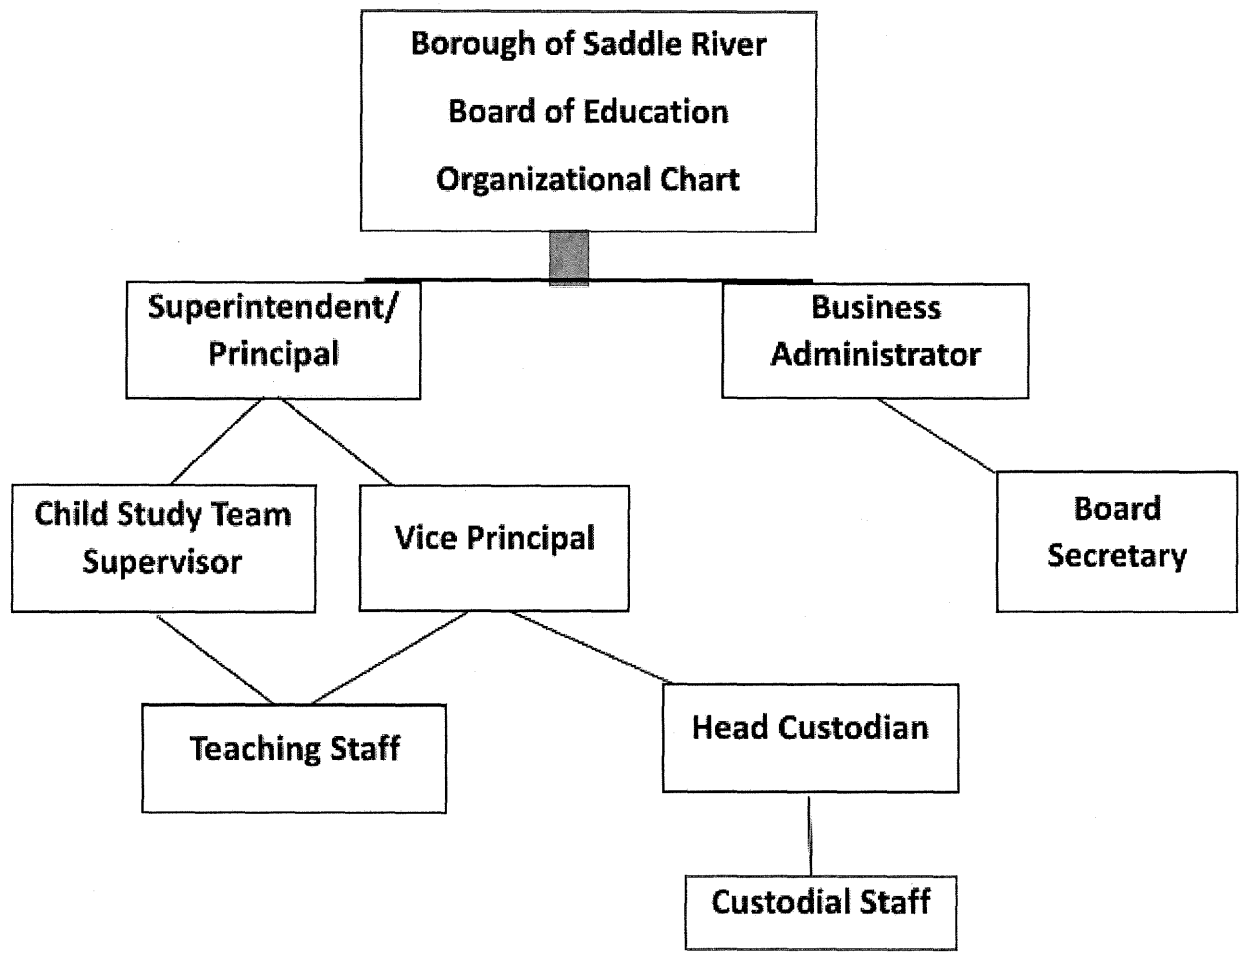 Borough of Saddle River
Board of Education
Organizational Chart
Superintendent/
Principal
Business
Administrator
Child Study Team
Supervisor
Vice Principal
Board
Secretary
Teaching Staff
Head Custodian
Custodial Staff